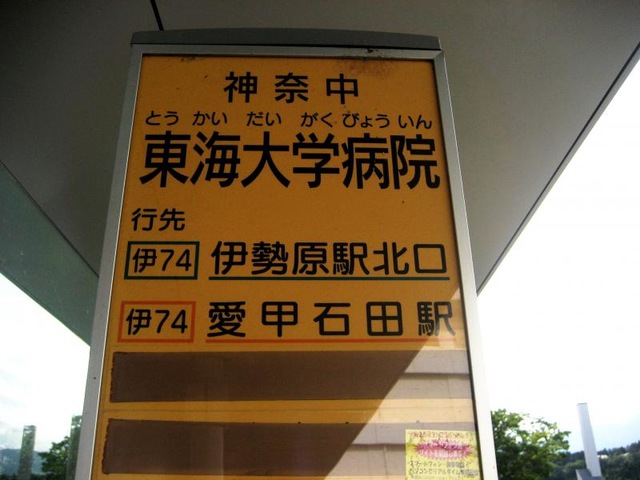 神奈中
とう かい だい がく びょう いん
東海大学病院
行先
伊74 伊勢原駅北口
伊74 愛甲石田駅